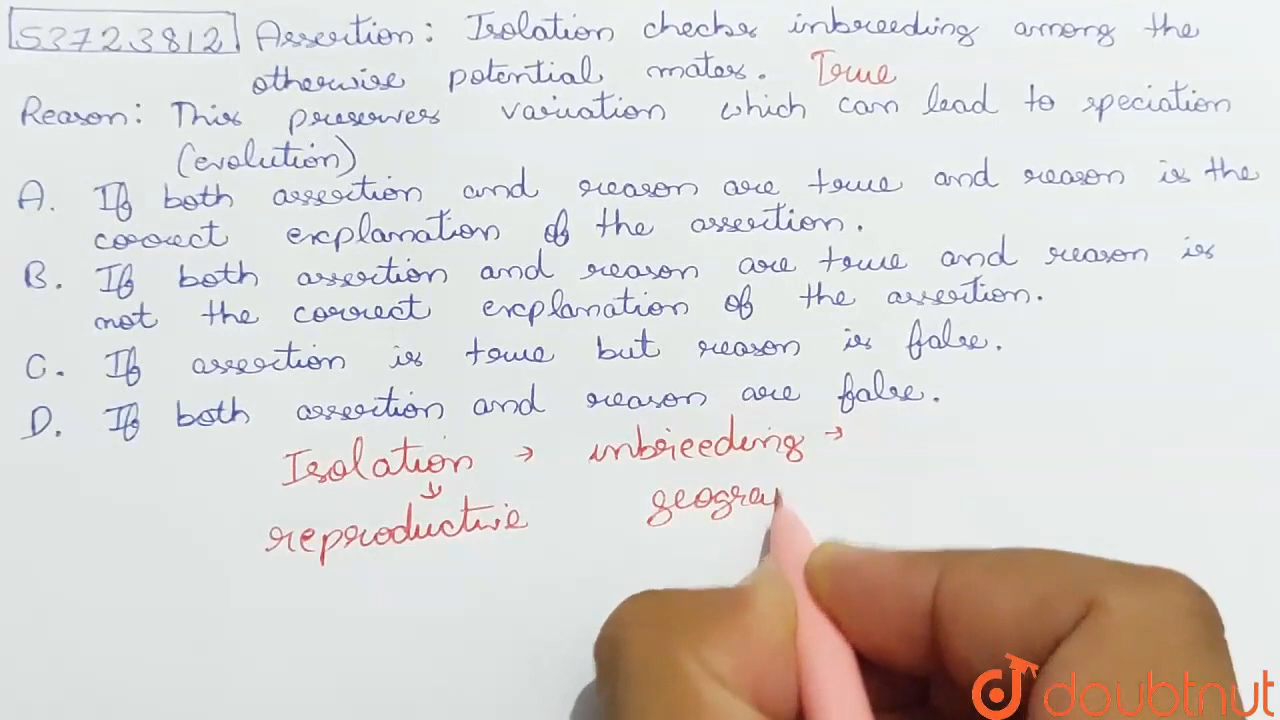 53723812 Assertion: Isolation checks inbreeding among the
otherwise potential mates. True
Reason: This preserves variation which can lead to speciation
(evolution)
A. If both assertion and reason are true and reason is the
correct explanation of the assertion.
B. If both assertion and reason are true and reason is
not the correct explanation of the assertion.
C. If assertion is true but reason is false.
D. If both assertion and reason are false.
Isolation → inbreeding →
↓
reproductive geograp
doubtnut